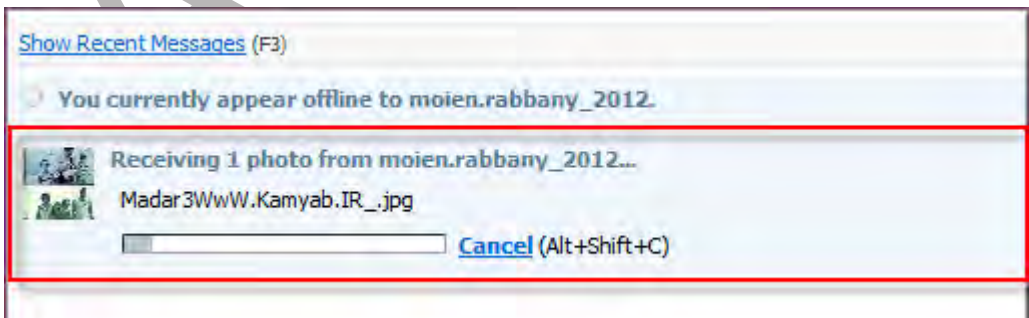 Show Recent Messages (F3)
You currently appear offline to moien.rabbany_2012.
Receiving 1 photo from moien.rabbany_2012...
Madar3WwW.Kamyab.IR_.jpg
Cancel (Alt+Shift+C)